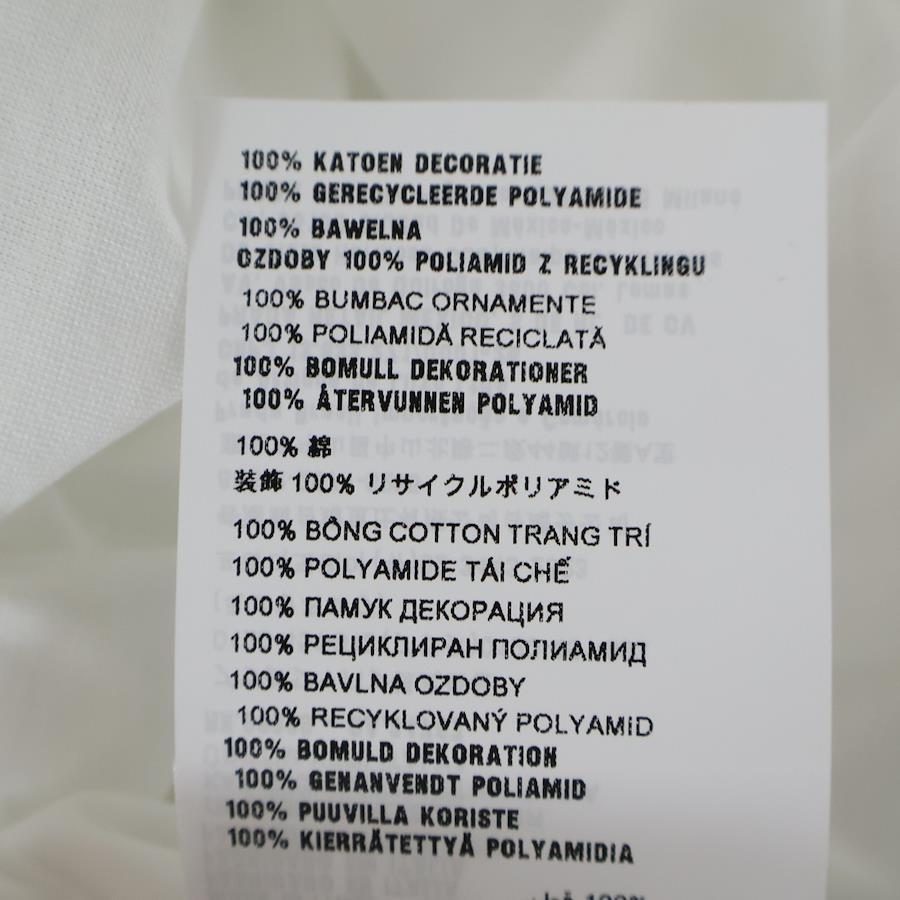 100% KATOEN DECORATIE
100% GERECYCLEERDE POLYAMIDE
100% BAWELNA
OZDOBY 100% POLIAMID Z RECYKLINGU
100% BUMBAC ORNAMENTE
100% POLIAMIDĂ RECICLATĂ
100% BOMULL DEKORATIONER
100% ÅTERVUNNEN POLYAMID
100% 綿
装飾 100% リサイクルポリアミド
100% BÔNG COTTON TRANG TRÍ
100% POLYAMIDE TÁI CHẾ
100% ПАМУК ДЕКОРАЦИЯ
100% РЕЦИКЛИРАН ПОЛИАМИД
100% BAVLNA OZDOBY
100% RECYKLOVANÝ POLYAMID
100% BOMULD DEKORATION
100% GENANVENDT POLIAMID
100% PUUVILLA KORISTE
100% KIERRÄTETTYÄ POLYAMIDIA